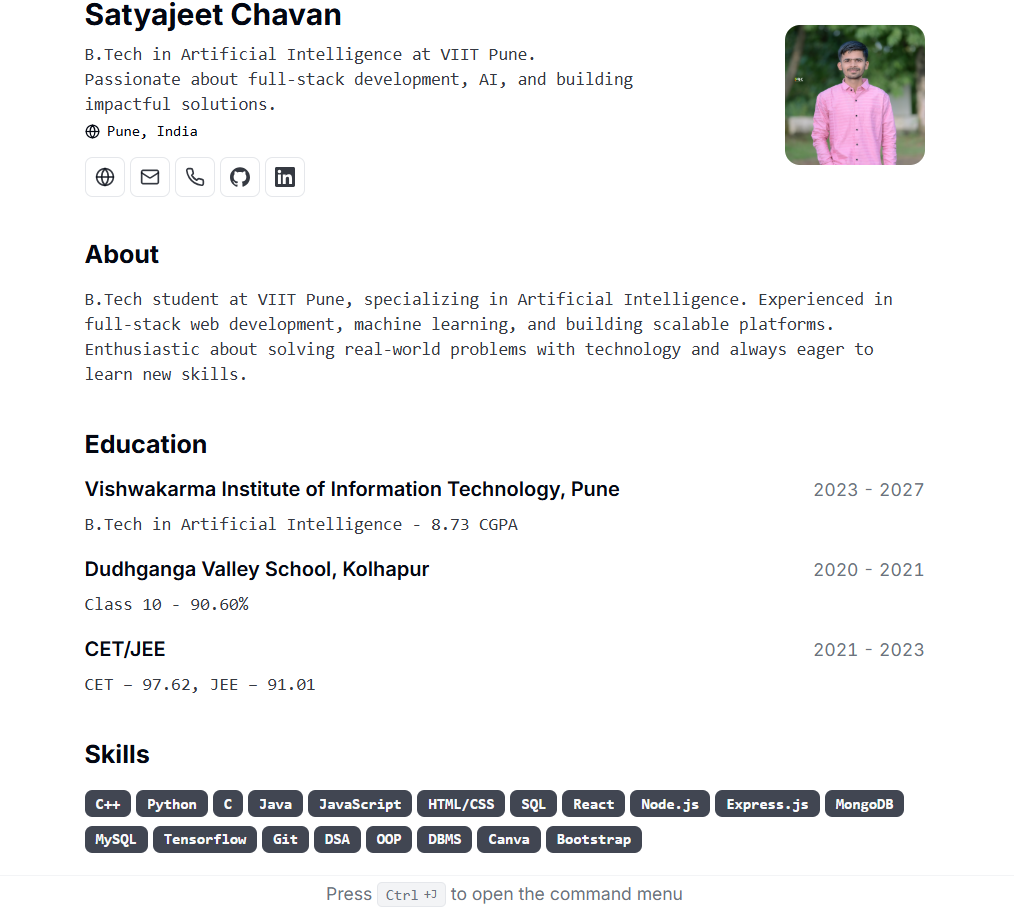 Satyajeet Chavan
B.Tech in Artificial Intelligence at VIIT Pune.
Passionate about full-stack development, AI, and building
impactful solutions.
Pune, India
About
B.Tech student at VIIT Pune, specializing in Artificial Intelligence. Experienced in
full-stack web development, machine learning, and building scalable platforms.
Enthusiastic about solving real-world problems with technology and always eager to
learn new skills.
Education
Vishwakarma Institute of Information Technology, Pune 2023 - 2027
B.Tech in Artificial Intelligence - 8.73 CGPA
Dudhganga Valley School, Kolhapur 2020 - 2021
Class 10 - 90.60%
CET/JEE 2021 - 2023
CET – 97.62, JEE – 91.01
Skills
C++ Python C Java JavaScript HTML/CSS SQL React Node.js Express.js MongoDB
MySQL Tensorflow Git DSA OOP DBMS Canva Bootstrap
Press Ctrl +J to open the command menu